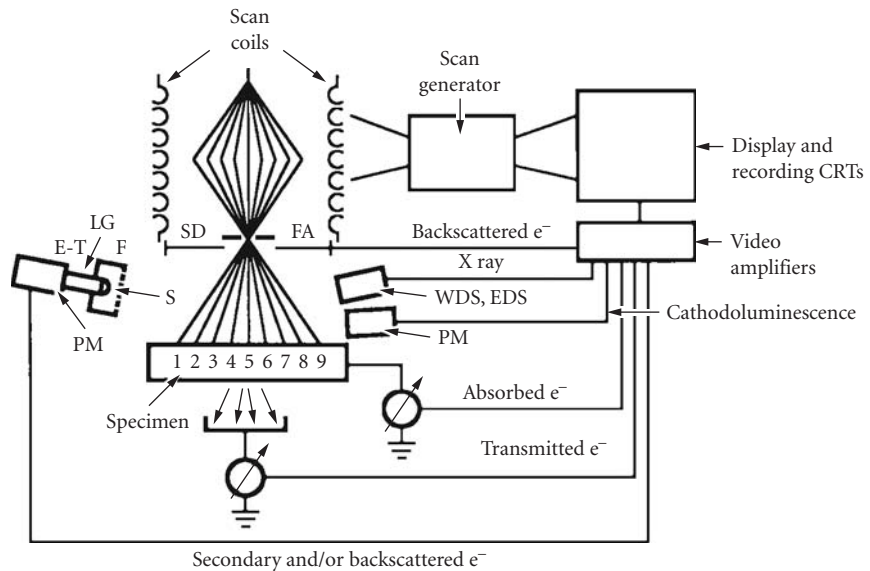 Scan
coils
Scan
generator
Display and
recording CRTs
SD
FA
Backscattered e⁻
Video
amplifiers
LG
E-T
F
X ray
WDS, EDS
S
PM
PM
Cathodoluminescence
1 2 3 4 5 6 7 8 9
Absorbed e⁻
Specimen
Transmitted e⁻
Secondary and/or backscattered e⁻